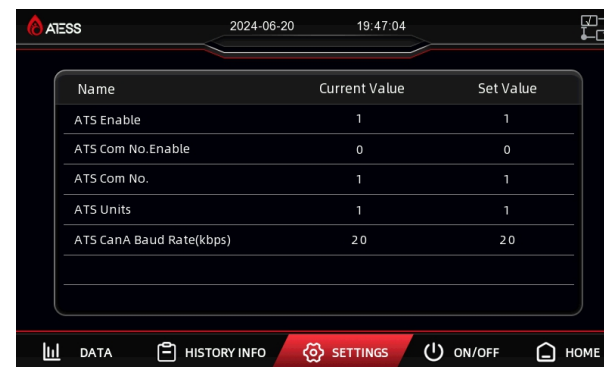 ATESS 2024-06-20 19:47:04
Name Current Value Set Value
ATS Enable 1 1
ATS Com No.Enable 0 0
ATS Com No. 1 1
ATS Units 1 1
ATS CanA Baud Rate(kbps) 20 20
DATA HISTORY INFO SETTINGS ON/OFF HOME